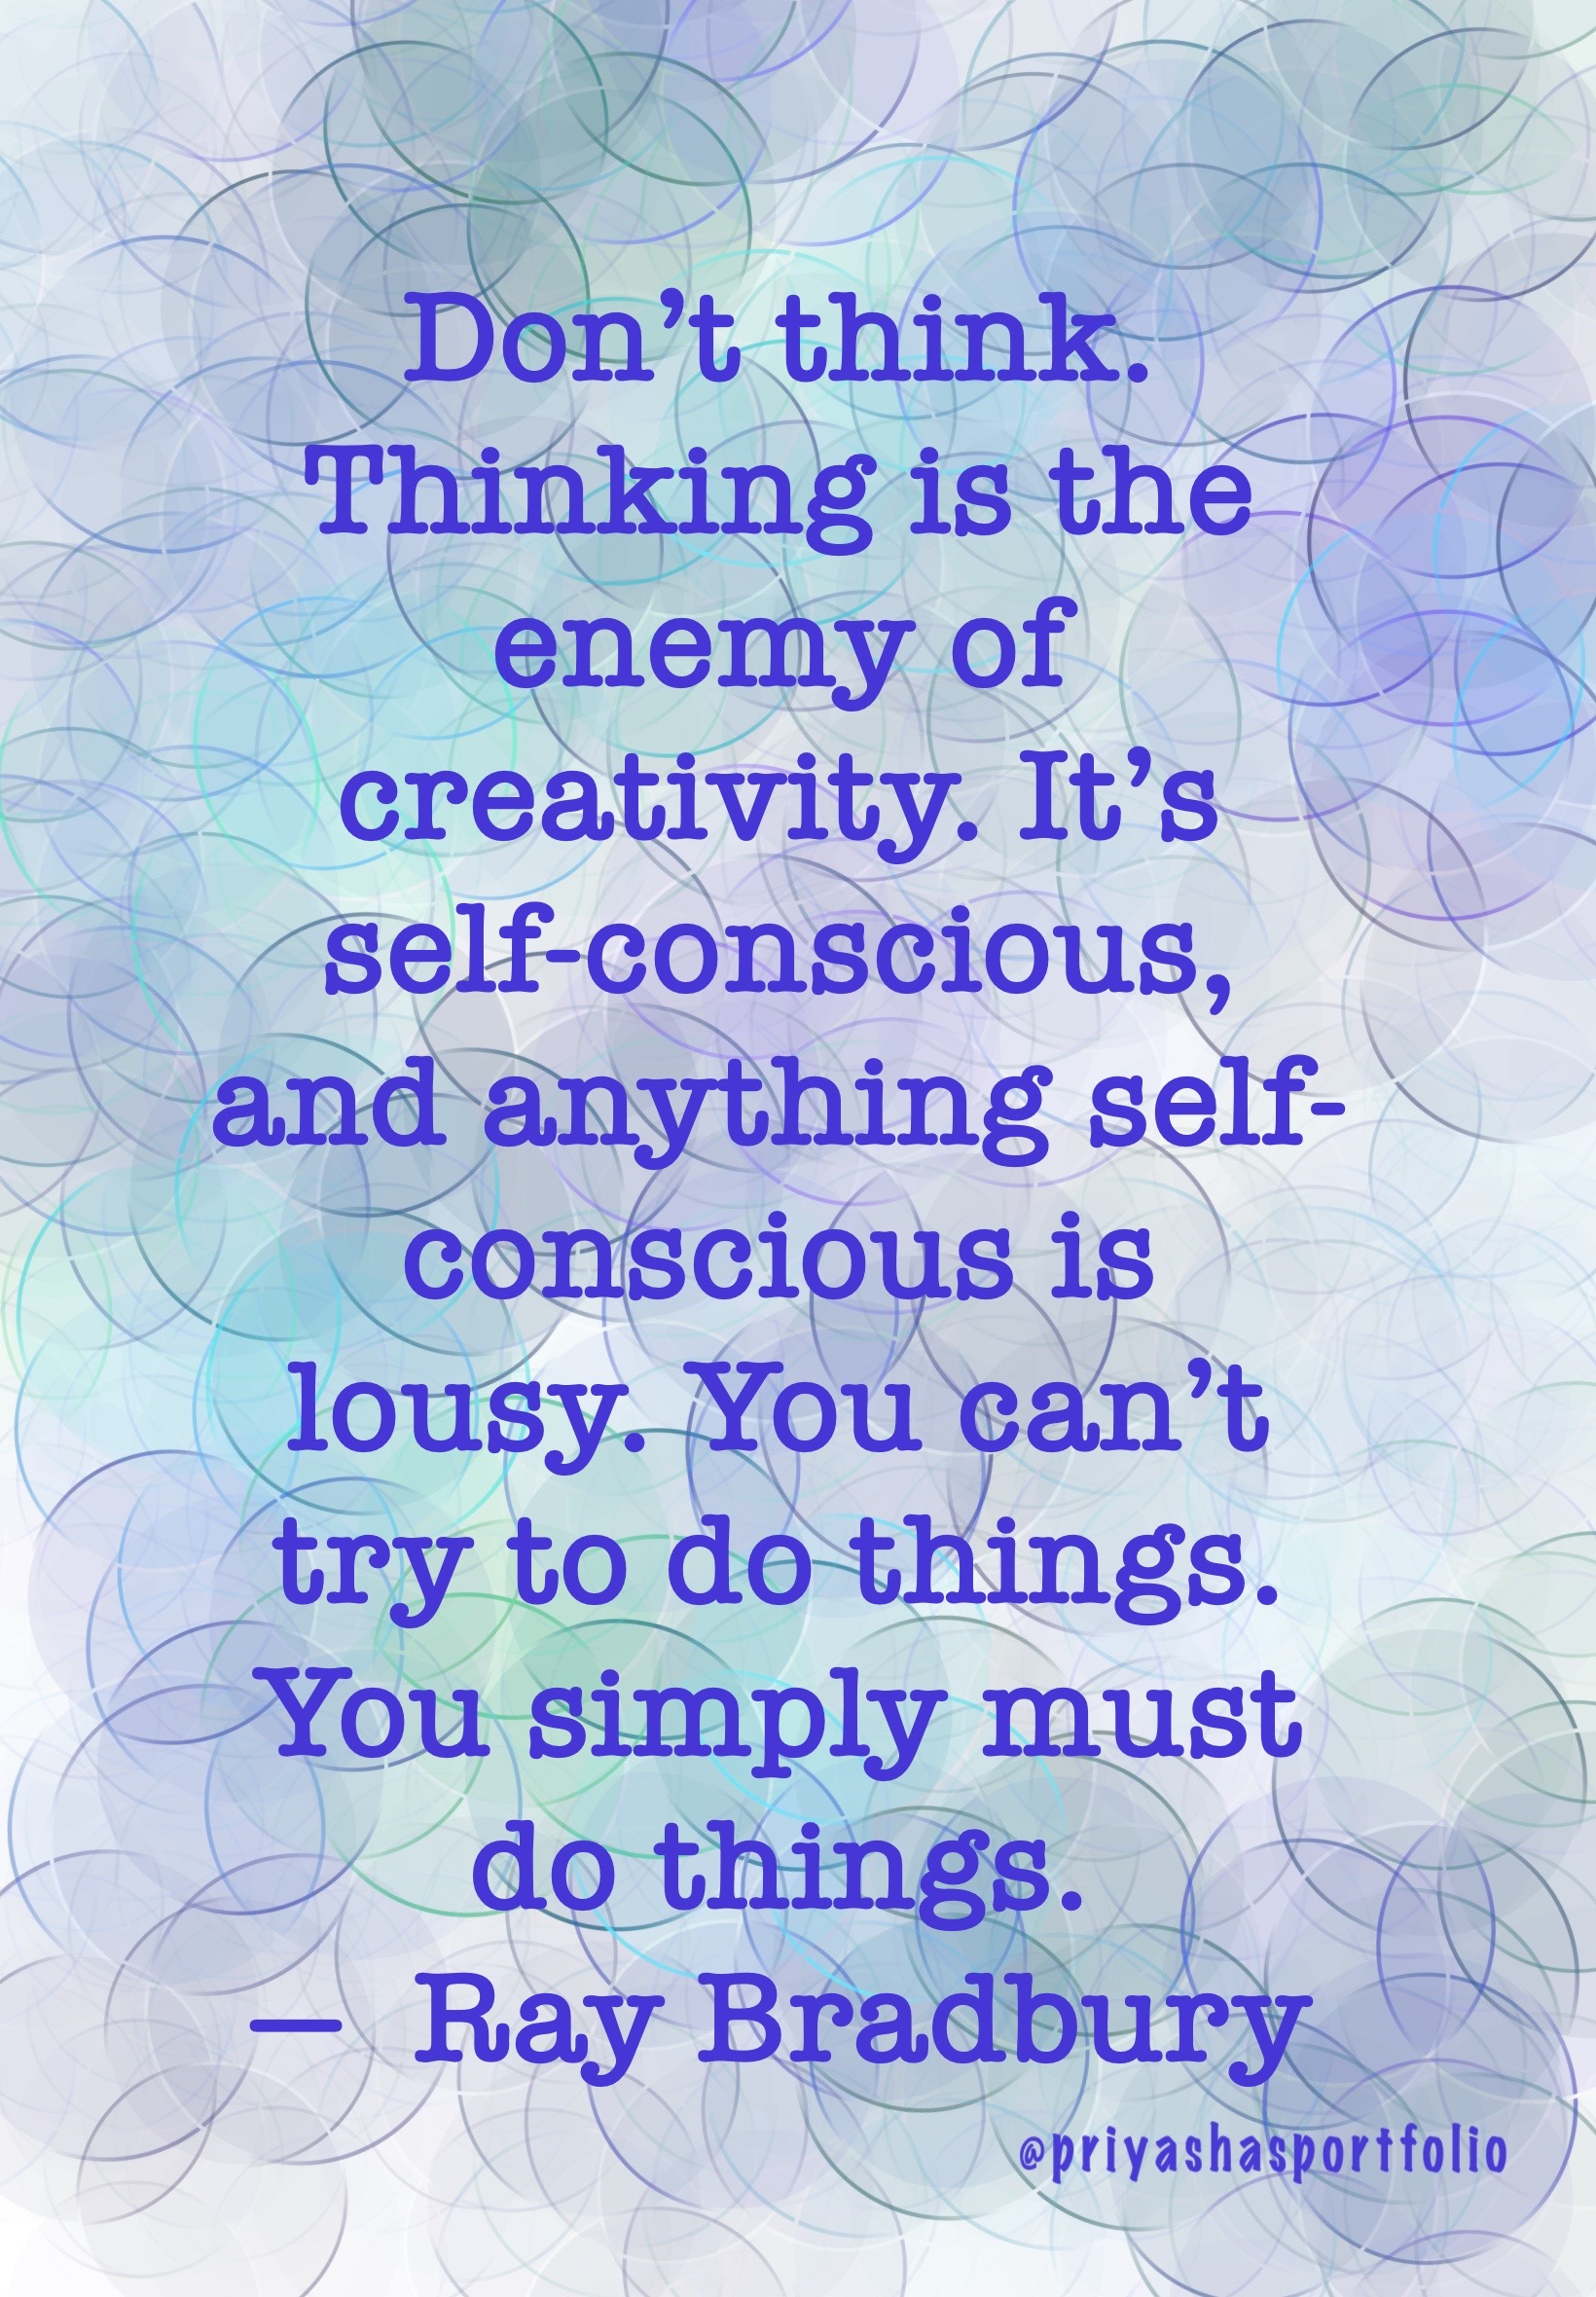 Don’t think.
Thinking is the
enemy of
creativity. It’s
self-conscious,
and anything self-
conscious is
lousy. You can’t
try to do things.
You simply must
do things.
— Ray Bradbury
@priyashasportfolio